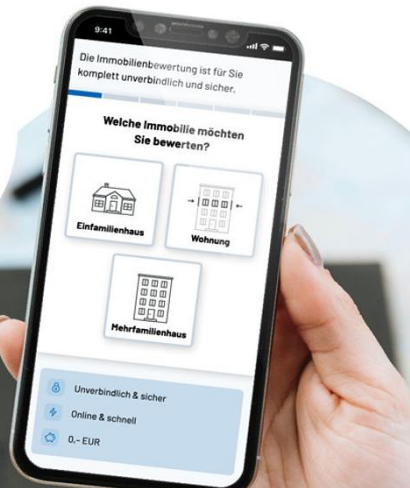 9:41
Die Immobilienbewertung ist für Sie
komplett unverbindlich und sicher.
Welche Immobilie möchten
Sie bewerten?
Einfamilienhaus
Wohnung
Mehrfamilienhaus
Unverbindlich & sicher
Online & schnell
0,- EUR